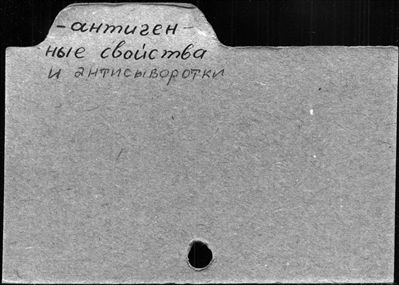 -антиген-
ные свойства
и антисыворотки